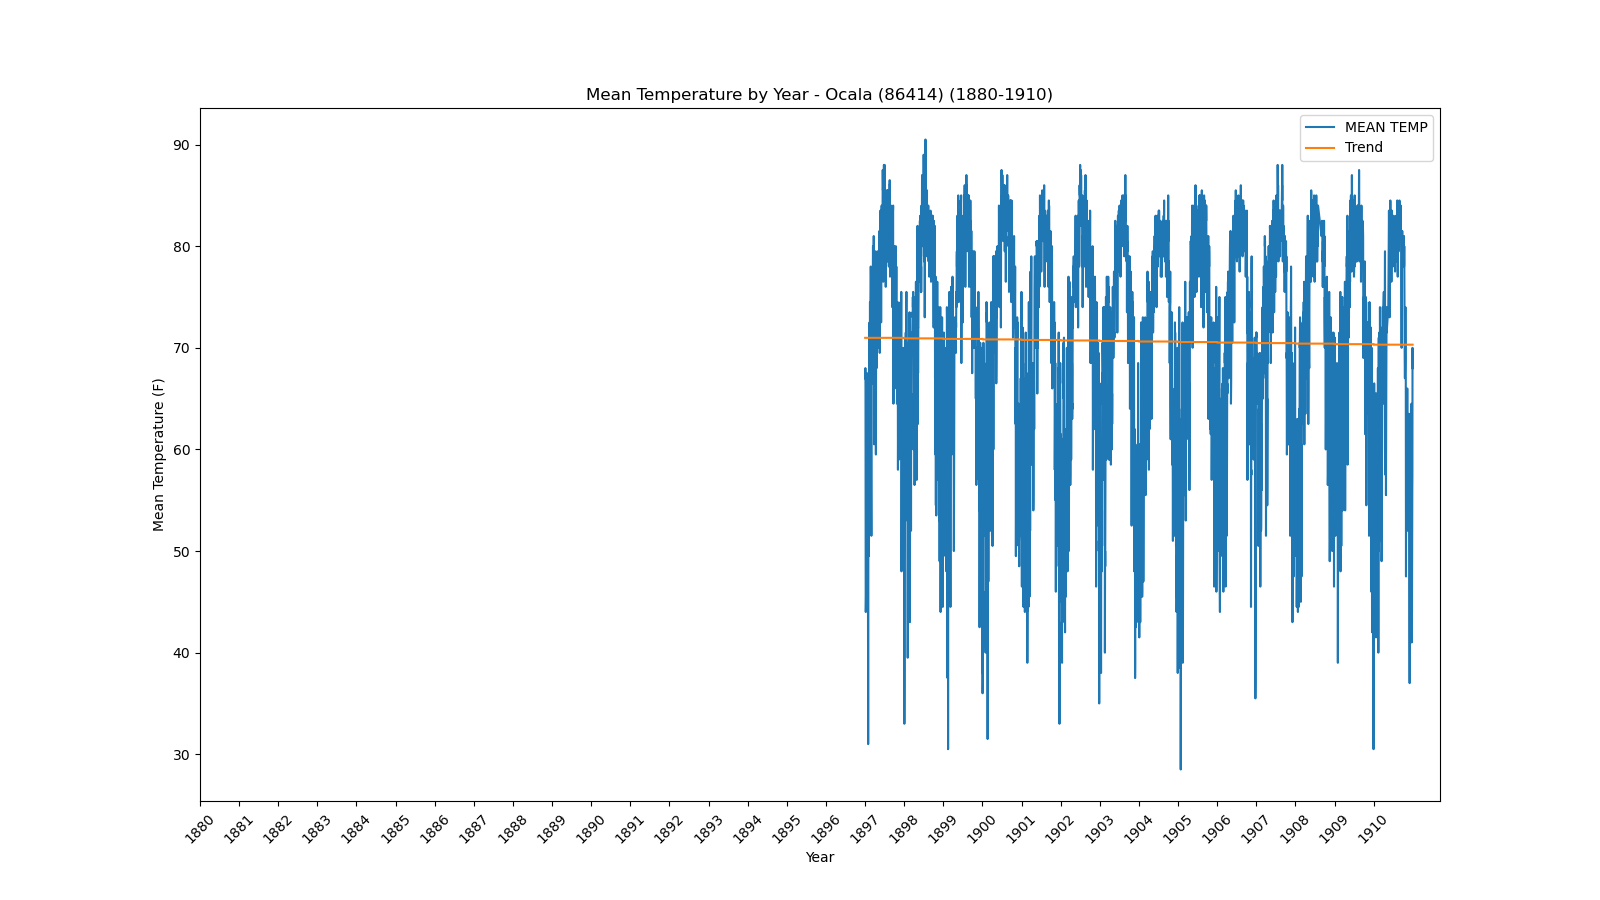 Mean Temperature by Year - Ocala (86414) (1880-1910)
MEAN TEMP
Trend
Mean Temperature (F)
90
80
70
60
50
40
30
1880 1881 1882 1883 1884 1885 1886 1887 1888 1889 1890 1891 1892 1893 1894 1895 1896 1897 1898 1899 1900 1901 1902 1903 1904 1905 1906 1907 1908 1909 1910
Year